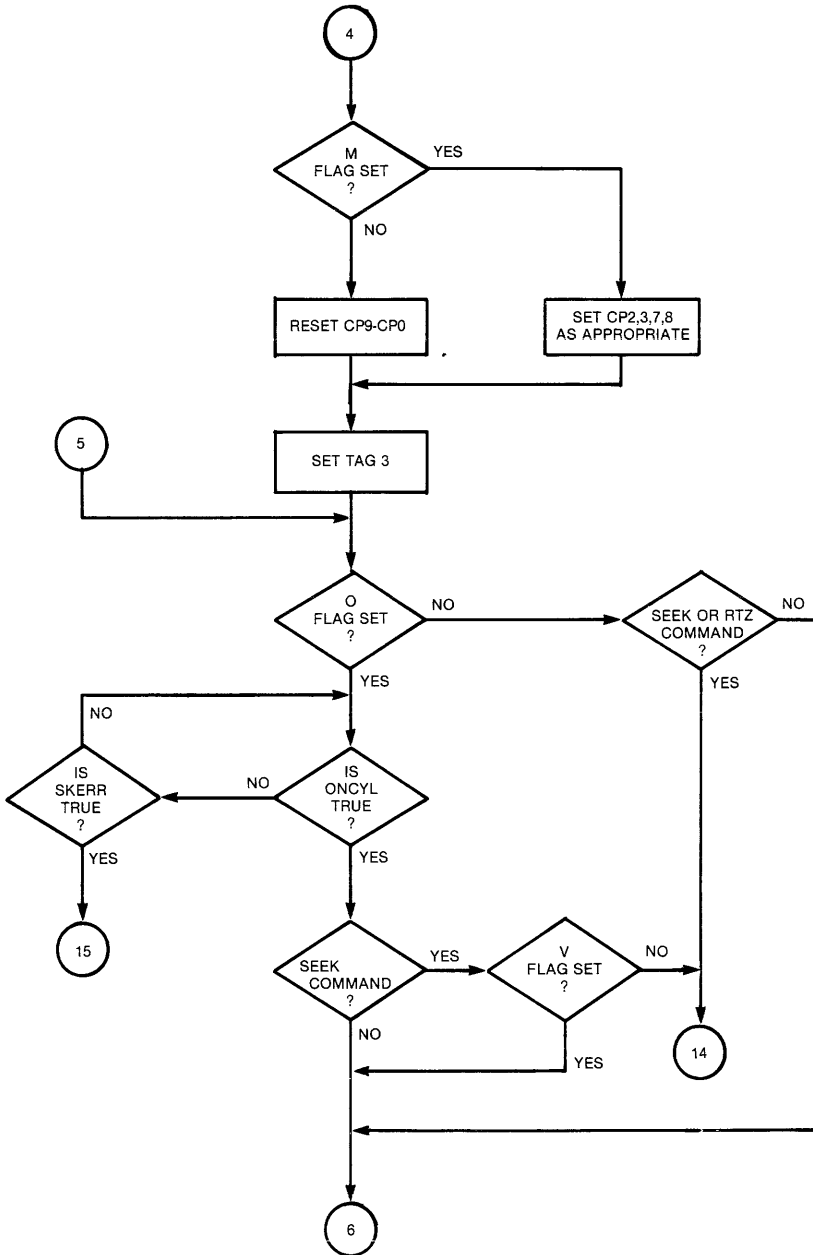 4
M
FLAG SET
?
YES
NO
RESET CP9-CP0
SET CP2,3,7,8
AS APPROPRIATE
5
SET TAG 3
O
FLAG SET
?
NO
SEEK OR RTZ
COMMAND
?
NO
YES
YES
NO
IS
SKERR
TRUE
?
NO
IS
ONCYL
TRUE
?
YES
YES
15
SEEK
COMMAND
?
YES
V
FLAG SET
?
NO
NO
YES
14
6